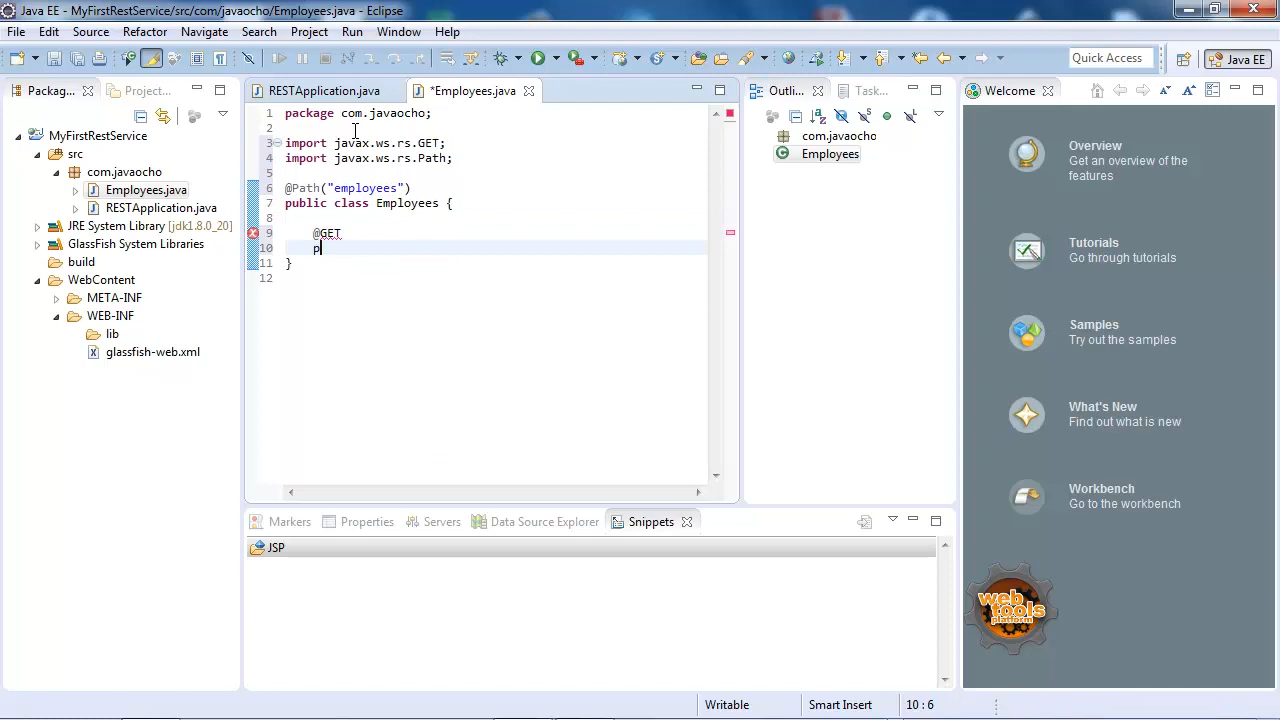 Java EE - MyFirstRestService/src/com/javaocho/Employees.java - Eclipse
File Edit Source Refactor Navigate Search Project Run Window Help
Quick Access
Java EE
Packag...
Project...
MyFirstRestService
src
com.javaocho
Employees.java
RESTApplication.java
JRE System Library [jdk1.8.0_20]
GlassFish System Libraries
build
WebContent
META-INF
WEB-INF
lib
glassfish-web.xml
RESTApplication.java
*Employees.java
1 package com.javaocho;
2
3 import javax.ws.rs.GET;
4 import javax.ws.rs.Path;
5
6 @Path("employees")
7 public class Employees {
8
9 @GET
10 p
11 }
12
Outli...
Task...
com.javaocho
Employees
Welcome
Overview
Get an overview of the
features
Tutorials
Go through tutorials
Samples
Try out the samples
What's New
Find out what is new
Workbench
Go to the workbench
web
tools
platform
Markers Properties Servers Data Source Explorer Snippets
JSP
Writable Smart Insert 10 : 6